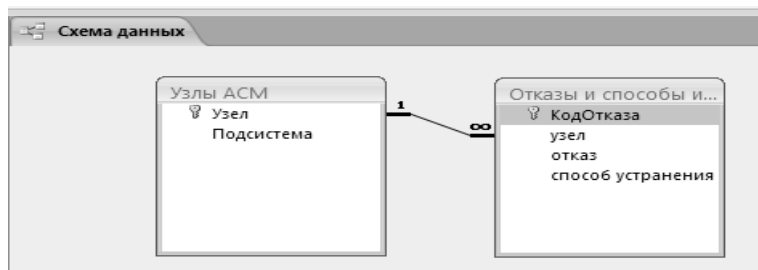 Схема данных
Узлы АСМ
Узел
Подсистема
1
∞
Отказы и способы и...
КодОтказа
узел
отказ
способ устранения